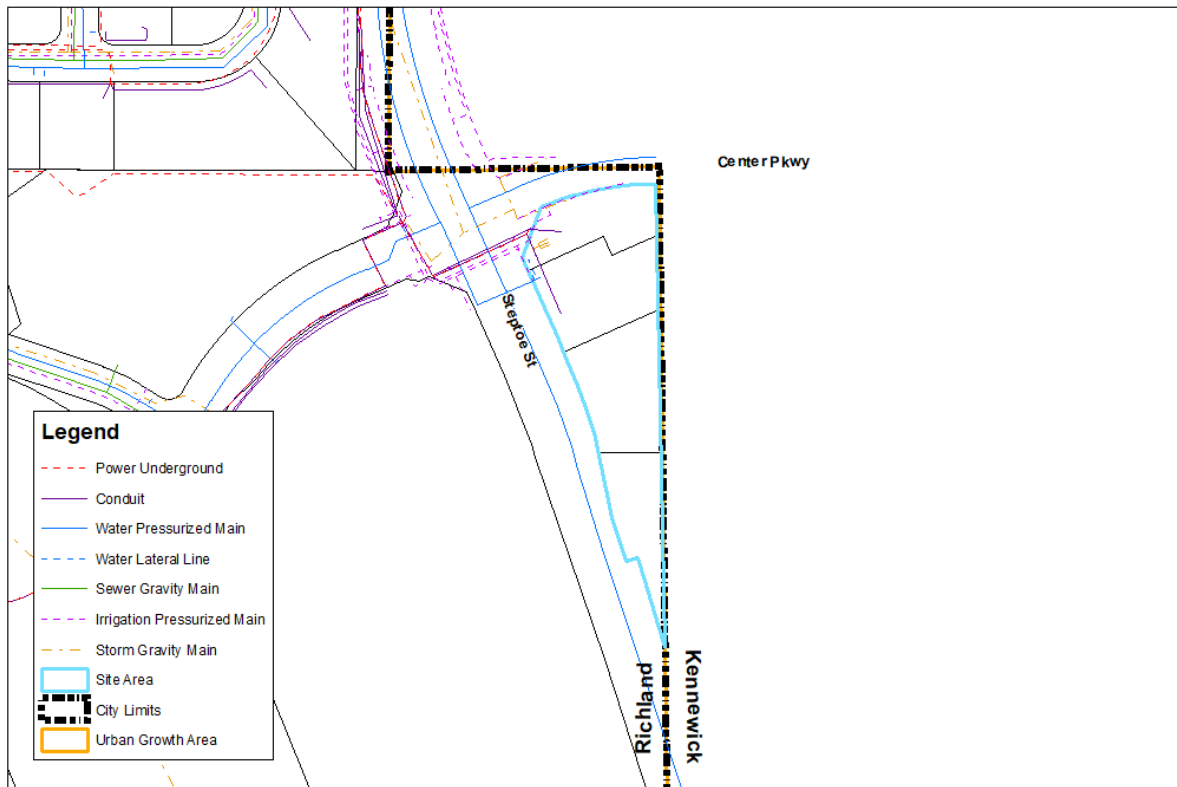 Center Pkwy
Steptoe St
Legend
Power Underground
Conduit
Water Pressurized Main
Water Lateral Line
Sewer Gravity Main
Irrigation Pressurized Main
Storm Gravity Main
Site Area
City Limits
Urban Growth Area
Richland
Kennewick